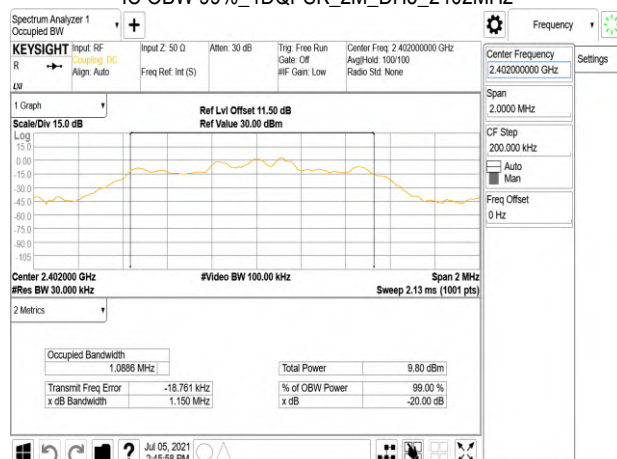 IC OBW 99%_1DQPSK_2M_DH5_2402MHz
Spectrum Analyzer 1
Occupied BW
Frequency
KEYSIGHT
R
LXI
Input: RF
Coupling: DC
Align: Auto
Input Z: 50 Ω
Freq Ref: Int (S)
Atten: 30 dB
Trig: Free Run
Gate: Off
#IF Gain: Low
Center Freq: 2.402000000 GHz
Avg|Hold: 100/100
Radio Std: None
Center Frequency
2.402000000 GHz
Settings
Span
2.0000 MHz
CF Step
200.000 kHz
Auto
Man
Freq Offset
0 Hz
1 Graph
Scale/Div 15.0 dB
Ref Lvl Offset 11.50 dB
Ref Value 30.00 dBm
Log
15.0
0.00
-15.0
-30.0
-45.0
-60.0
-75.0
-90.0
-105
Center 2.402000 GHz
#Res BW 30.000 kHz
#Video BW 100.00 kHz
Span 2 MHz
Sweep 2.13 ms (1001 pts)
2 Metrics
Occupied Bandwidth
1.0886 MHz
Total Power 9.80 dBm
Transmit Freq Error -18.761 kHz
% of OBW Power 99.00 %
x dB Bandwidth 1.150 MHz
x dB -20.00 dB
Jul 05, 2021